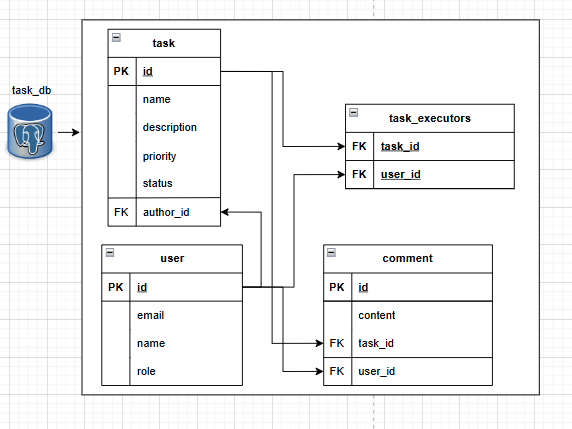 task_db
task
PK id
name
description
priority
status
FK author_id
task_executors
FK task_id
FK user_id
user
PK id
email
name
role
comment
PK id
content
FK task_id
FK user_id